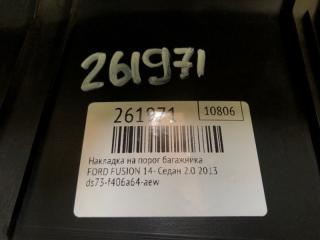 261971
261971
10806
Накладка на порог багажника
FORD FUSION 14- Седан 2.0 2013
ds73-f406a64-aew